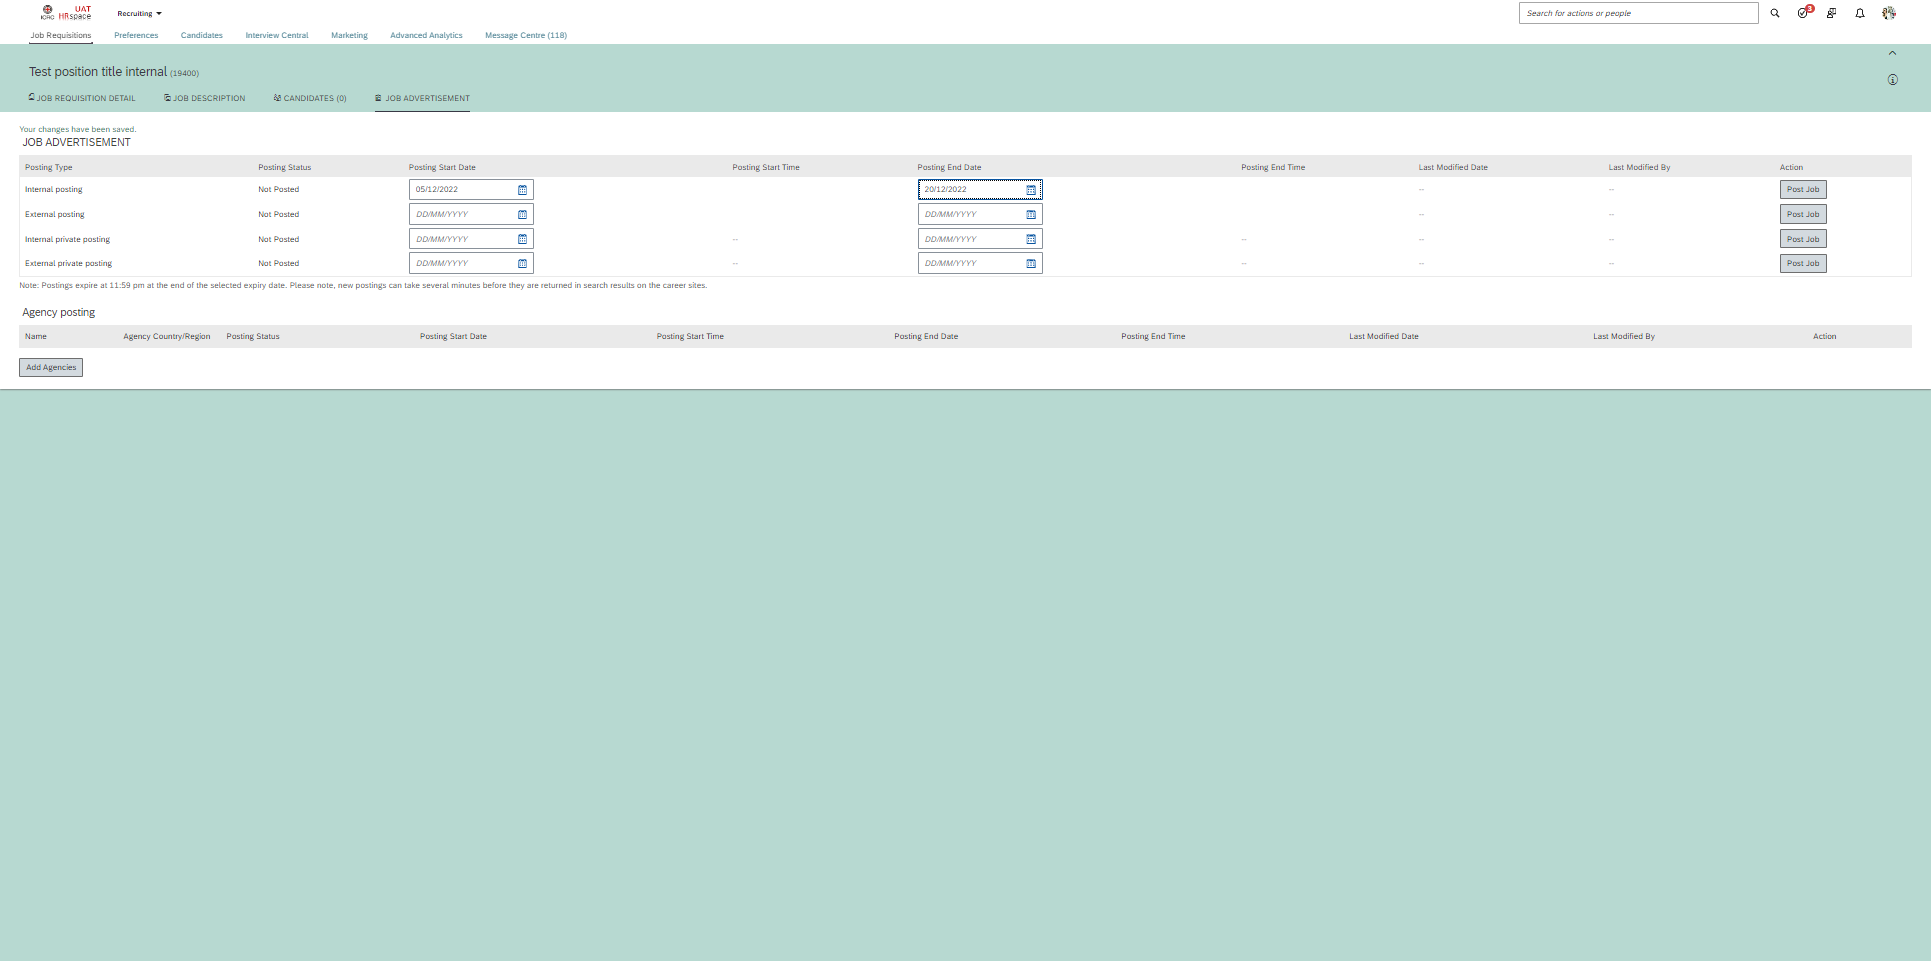 ICRC UAT HRspace Recruiting Search for actions or people 3
Job Requisitions Preferences Candidates Interview Central Marketing Advanced Analytics Message Centre (118)
Test position title internal (19400)
JOB REQUISITION DETAIL JOB DESCRIPTION CANDIDATES (0) JOB ADVERTISEMENT
Your changes have been saved.
JOB ADVERTISEMENT
Posting Type Posting Status Posting Start Date Posting Start Time Posting End Date Posting End Time Last Modified Date Last Modified By Action
Internal posting Not Posted 05/12/2022 20/12/2022 -- -- Post Job
External posting Not Posted DD/MM/YYYY DD/MM/YYYY -- -- Post Job
Internal private posting Not Posted DD/MM/YYYY -- DD/MM/YYYY -- -- -- Post Job
External private posting Not Posted DD/MM/YYYY -- DD/MM/YYYY -- -- -- Post Job
Note: Postings expire at 11:59 pm at the end of the selected expiry date. Please note, new postings can take several minutes before they are returned in search results on the career sites.
Agency posting
Name Agency Country/Region Posting Status Posting Start Date Posting Start Time Posting End Date Posting End Time Last Modified Date Last Modified By Action
Add Agencies